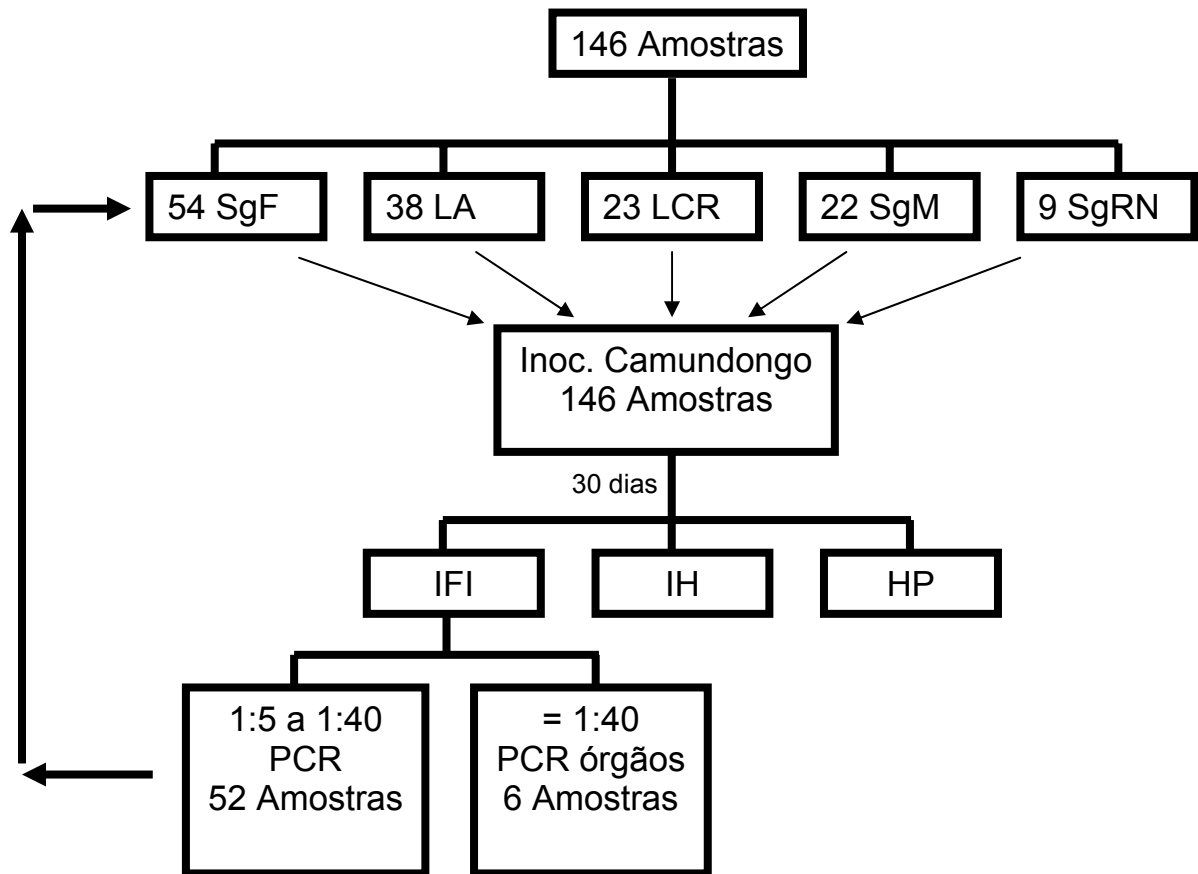 146 Amostras
54 SgF
38 LA
23 LCR
22 SgM
9 SgRN
Inoc. Camundongo
146 Amostras
30 dias
IFI
IH
HP
1:5 a 1:40
PCR
52 Amostras
= 1:40
PCR órgãos
6 Amostras